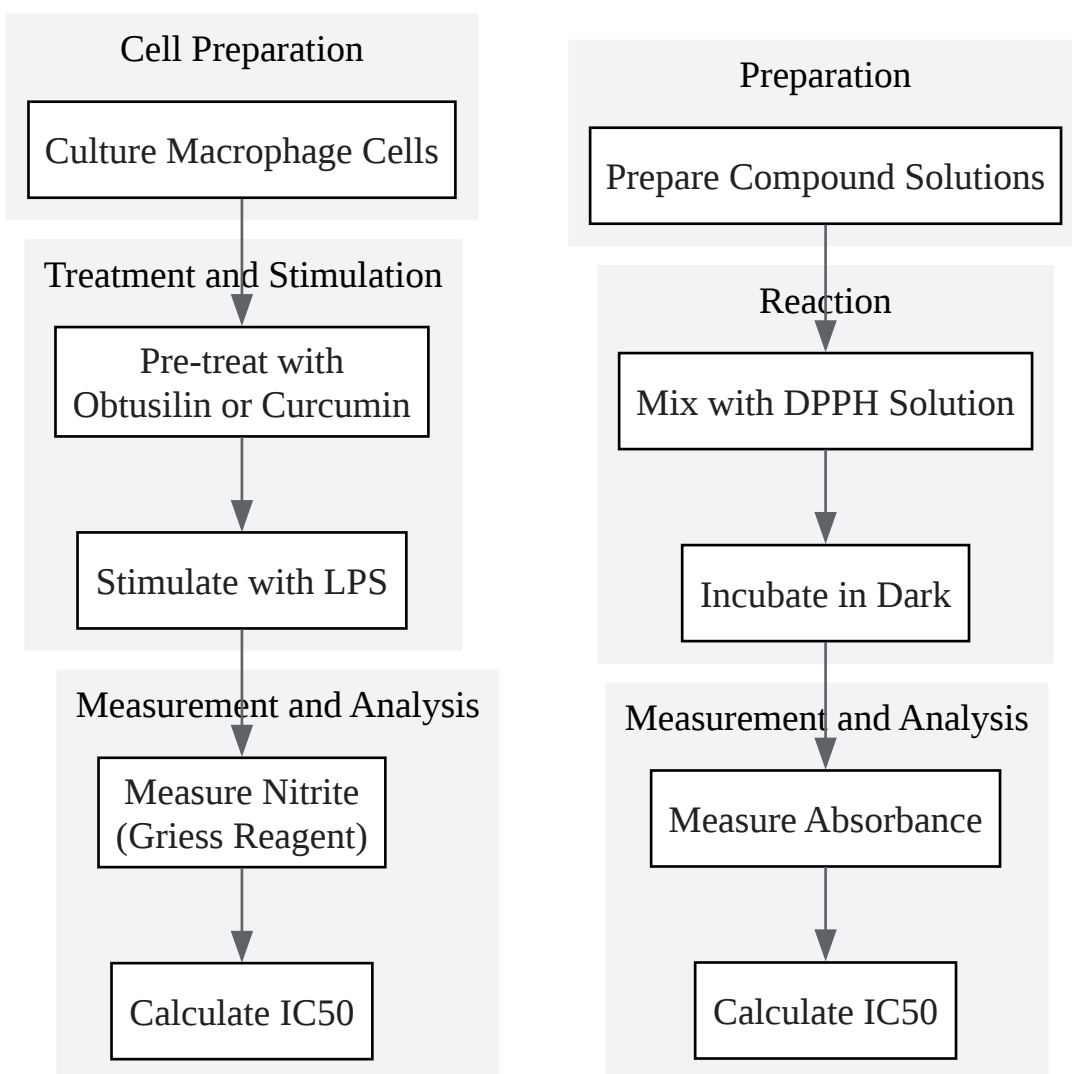 Cell Preparation
Culture Macrophage Cells
Treatment and Stimulation
Pre-treat with
Obtusilin or Curcumin
Stimulate with LPS
Measurement and Analysis
Measure Nitrite
(Griess Reagent)
Calculate IC50
Preparation
Prepare Compound Solutions
Reaction
Mix with DPPH Solution
Incubate in Dark
Measurement and Analysis
Measure Absorbance
Calculate IC50